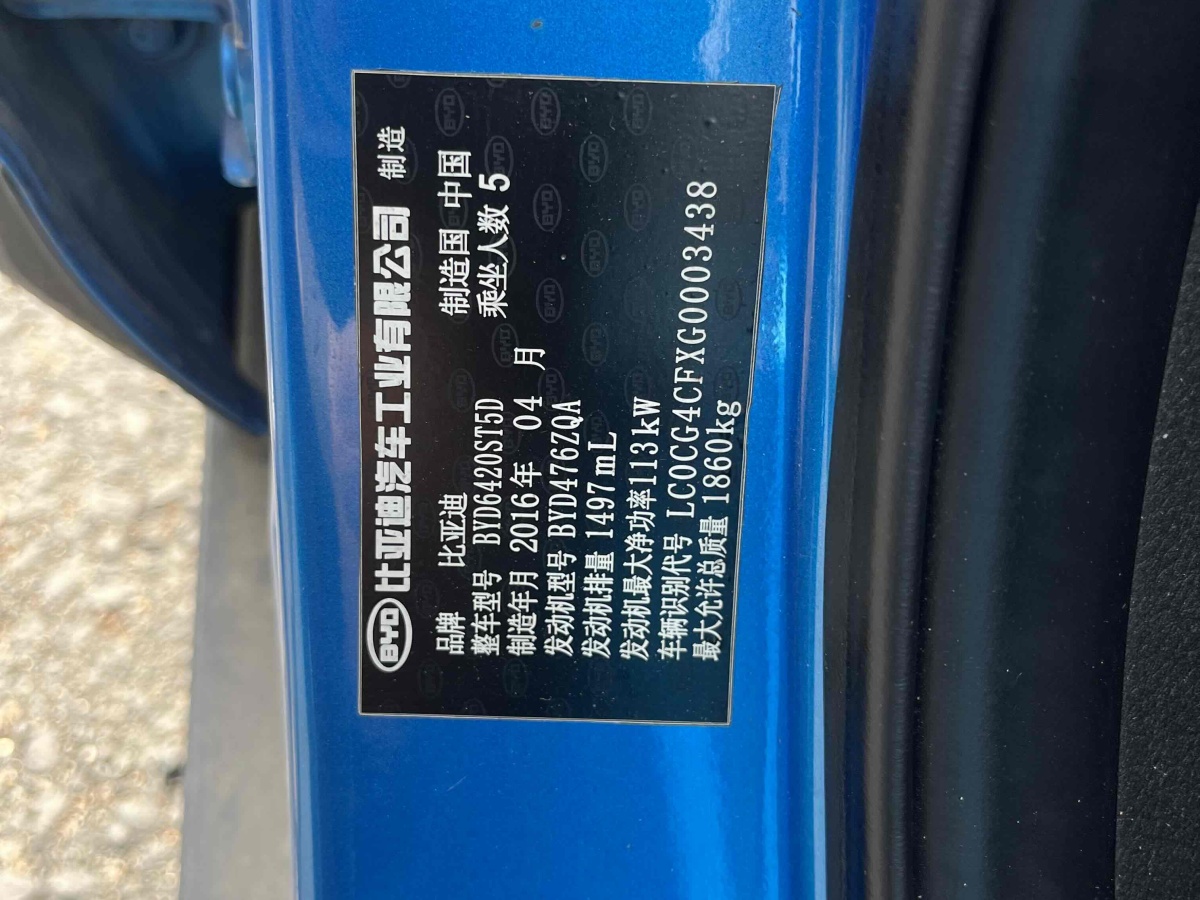 BYD 比亚迪汽车工业有限公司 制造
品牌 比亚迪 制造国 中国
整车型号 BYD6420ST5D 乘坐人数 5
制造年月 2016年 04 月
发动机型号 BYD476ZQA
发动机排量 1497mL
发动机最大净功率113kW
车辆识别代号 LC0CG4CFXG0003438
最大允许总质量 1860kg